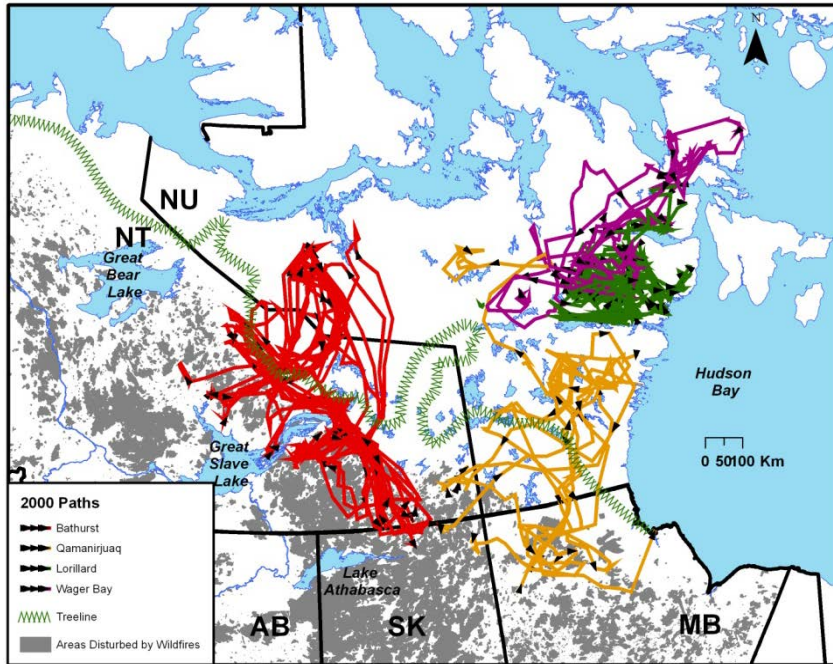 N
NU
NT
Great
Bear
Lake
Hudson
Bay
Great
Slave
Lake
0 50100 Km
2000 Paths
Bathurst
Qamanirjuaq
Lorillard
Wager Bay
Treeline
Areas Disturbed by Wildfires
Lake
Athabasca
AB
SK
MB